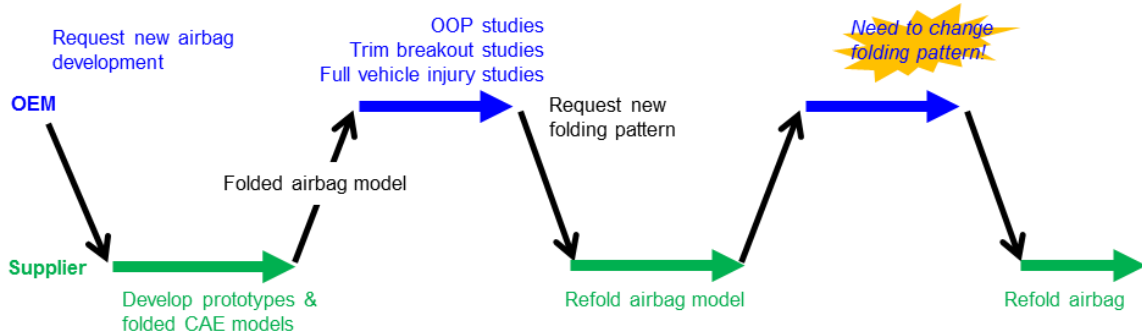 Request new airbag
development
OOP studies
Trim breakout studies
Full vehicle injury studies
Need to change
folding pattern!
OEM
Request new
folding pattern
Folded airbag model
Supplier
Develop prototypes &
folded CAE models
Refold airbag model
Refold airbag